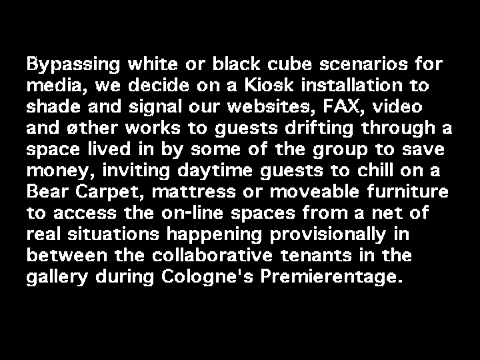 Bypassing white or black cube scenarios for
media, we decide on a Kiosk installation to
shade and signal our websites, FAX, video
and øther works to guests drifting through a
space lived in by some of the group to save
money, inviting daytime guests to chill on a
Bear Carpet, mattress or moveable furniture
to access the on-line spaces from a net of
real situations happening provisionally in
between the collaborative tenants in the
gallery during Cologne's Premierentage.